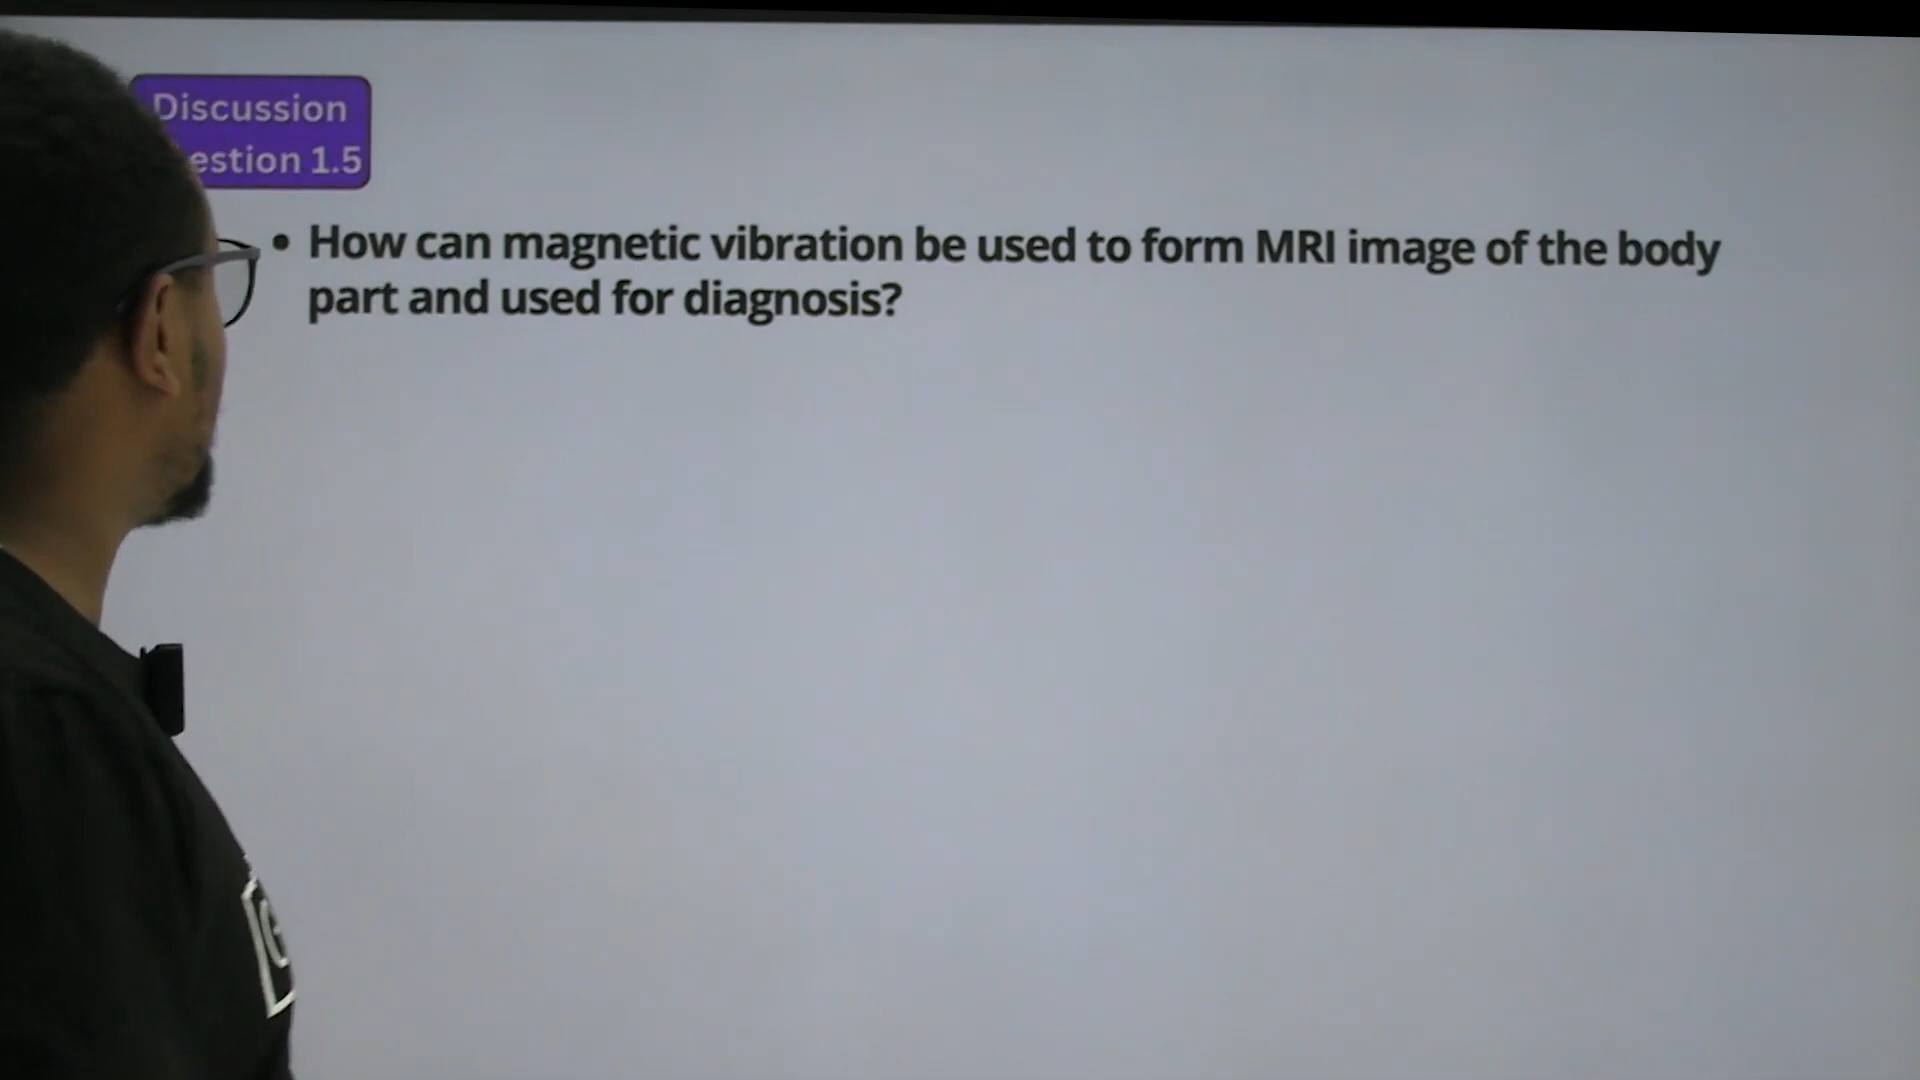 Discussion
estion 1.5
• How can magnetic vibration be used to form MRI image of the body
part and used for diagnosis?